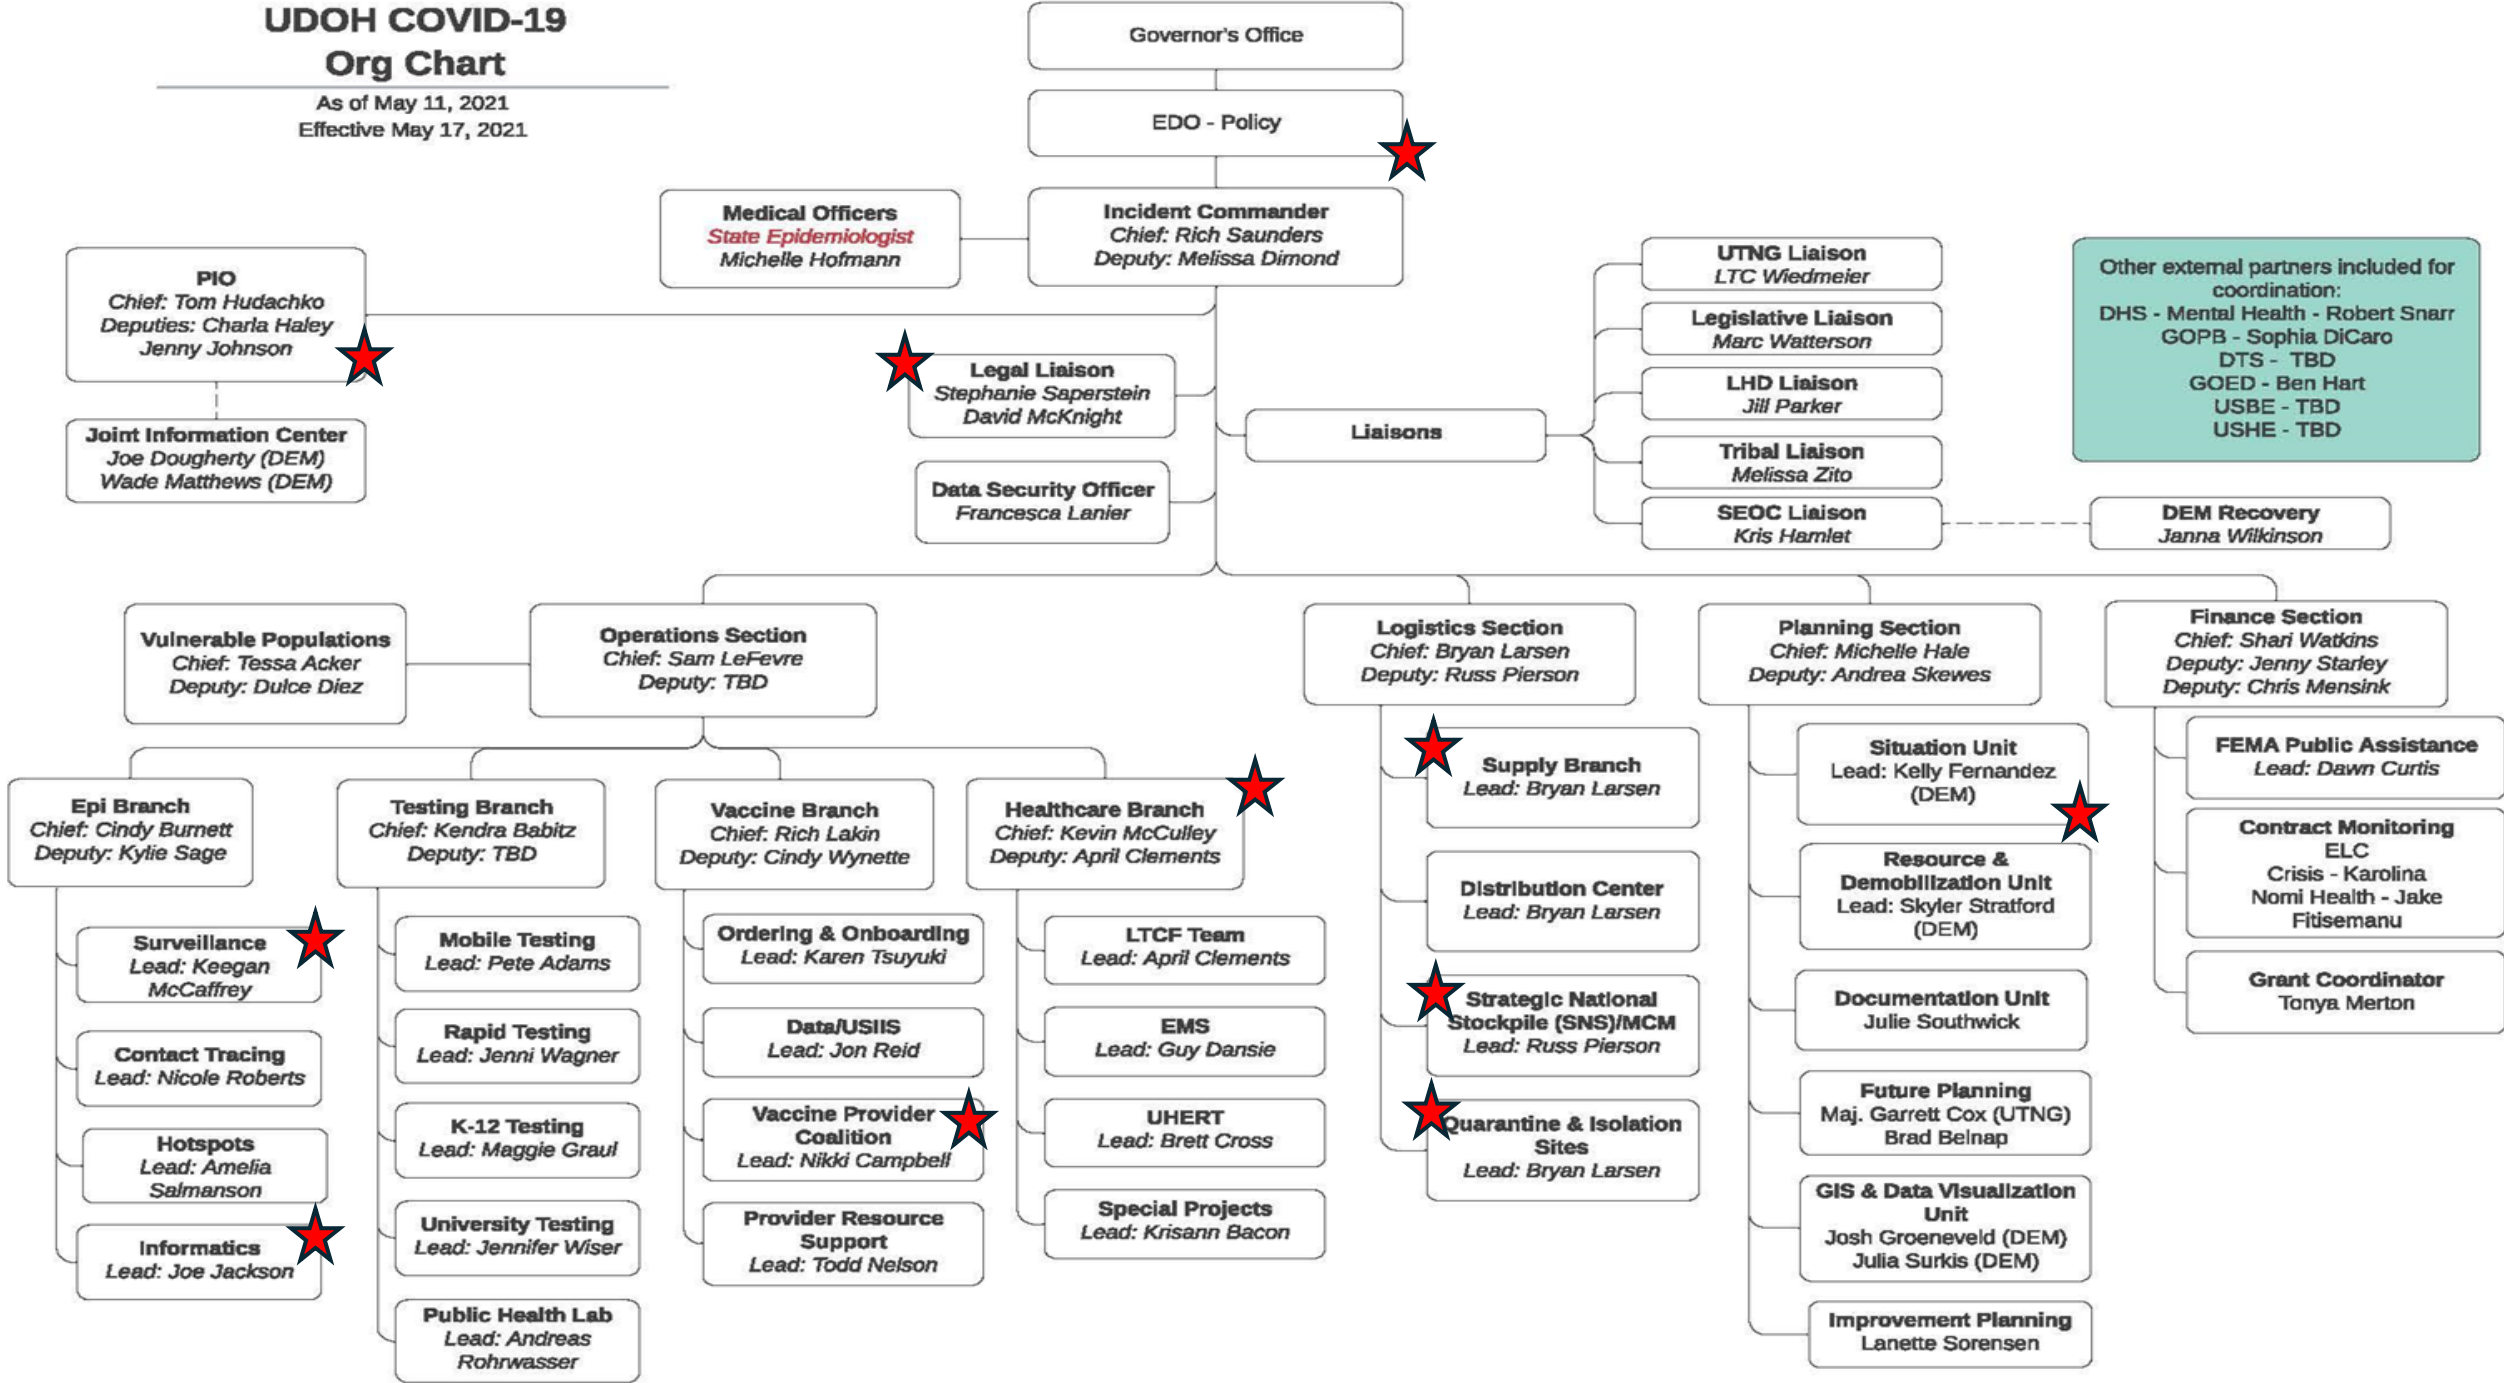 UDOH COVID-19
Org Chart
As of May 11, 2021
Effective May 17, 2021
Governor's Office
EDO - Policy
Medical Officers
State Epidemiologist
Michelle Hofmann
Incident Commander
Chief: Rich Saunders
Deputy: Melissa Dimond
PIO
Chief: Tom Hudachko
Deputies: Charla Haley
Jenny Johnson
Joint Information Center
Joe Dougherty (DEM)
Wade Matthews (DEM)
Legal Liaison
Stephanie Saperstein
David McKnight
Data Security Officer
Francesca Lanier
Liaisons
UTNG Liaison
LTC Wiedmeier
Legislative Liaison
Marc Watterson
LHD Liaison
Jill Parker
Tribal Liaison
Melissa Zito
SEOC Liaison
Kris Hamlet
DEM Recovery
Janna Wilkinson
Other external partners included for
coordination:
DHS - Mental Health - Robert Snarr
GOPB - Sophia DiCaro
DTS - TBD
GOED - Ben Hart
USBE - TBD
USHE - TBD
Vulnerable Populations
Chief: Tessa Acker
Deputy: Dulce Diez
Operations Section
Chief: Sam LeFevre
Deputy: TBD
Logistics Section
Chief: Bryan Larsen
Deputy: Russ Pierson
Planning Section
Chief: Michelle Hale
Deputy: Andrea Skewes
Finance Section
Chief: Shari Watkins
Deputy: Jenny Starley
Deputy: Chris Mensink
Epi Branch
Chief: Cindy Burnett
Deputy: Kylie Sage
Surveillance
Lead: Keegan
McCaffrey
Contact Tracing
Lead: Nicole Roberts
Hotspots
Lead: Amelia
Salmanson
Informatics
Lead: Joe Jackson
Testing Branch
Chief: Kendra Babitz
Deputy: TBD
Mobile Testing
Lead: Pete Adams
Rapid Testing
Lead: Jenni Wagner
K-12 Testing
Lead: Maggie Graul
University Testing
Lead: Jennifer Wiser
Public Health Lab
Lead: Andreas
Rohrwasser
Vaccine Branch
Chief: Rich Lakin
Deputy: Cindy Wynette
Ordering & Onboarding
Lead: Karen Tsuyuki
Data/USIIS
Lead: Jon Reid
Vaccine Provider
Coalition
Lead: Nikki Campbell
Provider Resource
Support
Lead: Todd Nelson
Healthcare Branch
Chief: Kevin McCulley
Deputy: April Clements
LTCF Team
Lead: April Clements
EMS
Lead: Guy Dansie
UHERT
Lead: Brett Cross
Special Projects
Lead: Krisann Bacon
Supply Branch
Lead: Bryan Larsen
Distribution Center
Lead: Bryan Larsen
Strategic National
Stockpile (SNS)/MCM
Lead: Russ Pierson
Quarantine & Isolation
Sites
Lead: Bryan Larsen
Situation Unit
Lead: Kelly Fernandez
(DEM)
Resource &
Demobilization Unit
Lead: Skyler Stratford
(DEM)
Documentation Unit
Julie Southwick
Future Planning
Maj. Garrett Cox (UTNG)
Brad Belnap
GIS & Data Visualization
Unit
Josh Groeneveld (DEM)
Julia Surkis (DEM)
Improvement Planning
Lanette Sorensen
FEMA Public Assistance
Lead: Dawn Curtis
Contract Monitoring
ELC
Crisis - Karolina
Nomi Health - Jake
Fitisemanu
Grant Coordinator
Tonya Merton